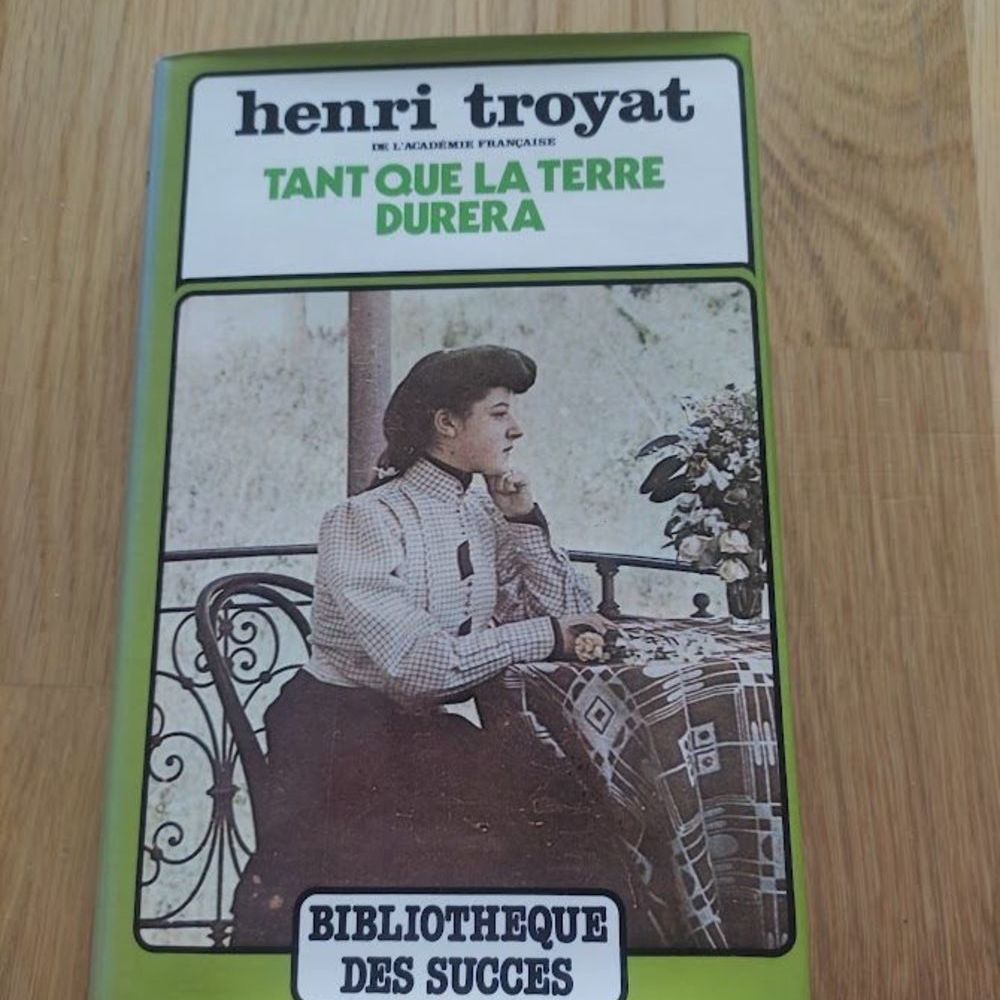 henri troyat
DE L'ACADÉMIE FRANÇAISE
TANT QUE LA TERRE
DURERA
BIBLIOTHEQUE
DES SUCCES